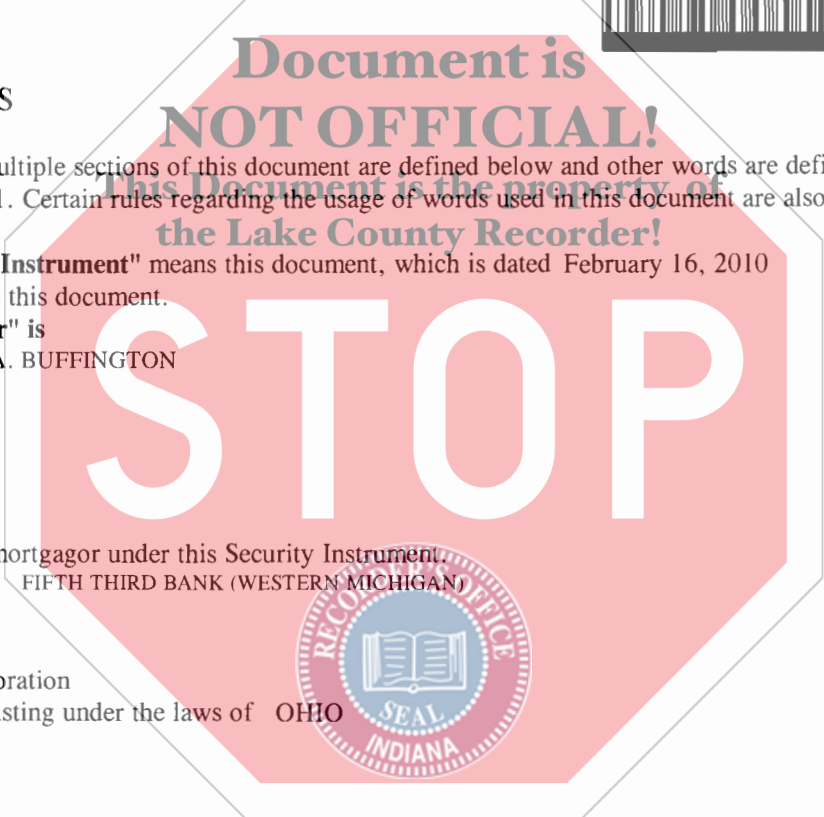 Document is
NOT OFFICIAL!
S
ultiple sections of this document are defined below and other words are defi
This Document is the property of
1. Certain rules regarding the usage of words used in this document are also
the Lake County Recorder!
Instrument" means this document, which is dated February 16, 2010
this document.
r" is
A. BUFFINGTON
STOP
mortgagor under this Security Instrument.
FIFTH THIRD BANK (WESTERN MICHIGAN)
RECORDER'S OFFICE
oration
sting under the laws of OHIO
SEAL
INDIANA